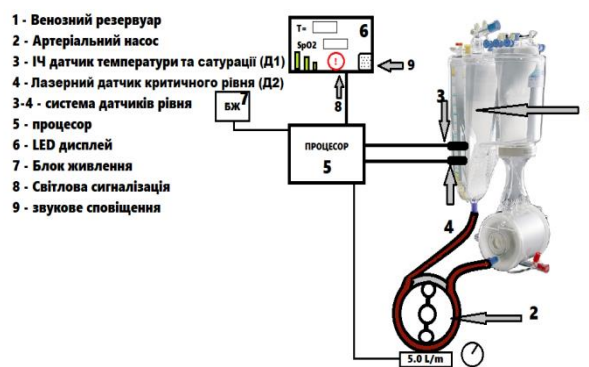 1 - Венозний резервуар
2 - Артеріальний насос
3 - ІЧ датчик температури та сатурації (Д1)
4 - Лазерний датчик критичного рівня (Д2)
3-4 - система датчиків рівня
5 - процесор
6 - LED дисплей
7 - Блок живлення
8 - Світлова сигналізація
9 - звукове сповіщення
T=
6
SpO2
!
9
8
БЖ 7
3
ПРОЦЕСОР
5
4
2
5.0 L/m